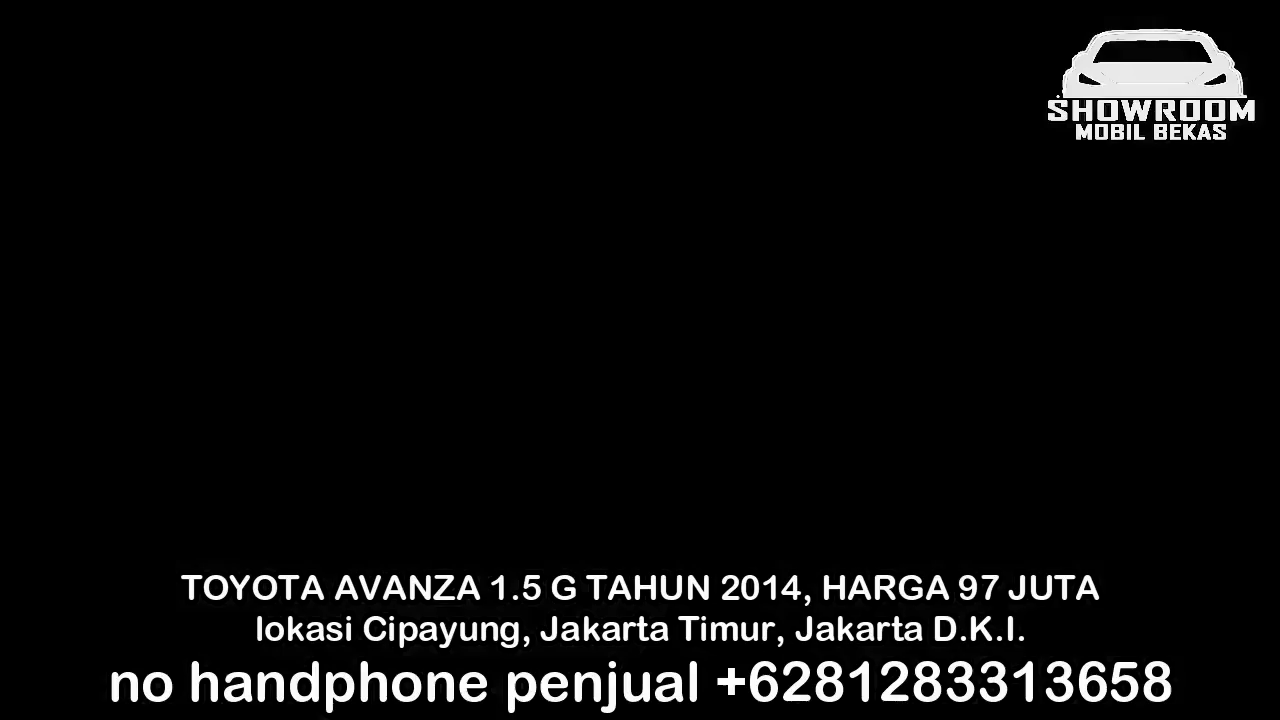 SHOWROOM
MOBIL BEKAS
TOYOTA AVANZA 1.5 G TAHUN 2014, HARGA 97 JUTA
lokasi Cipayung, Jakarta Timur, Jakarta D.K.I.
no handphone penjual +6281283313658